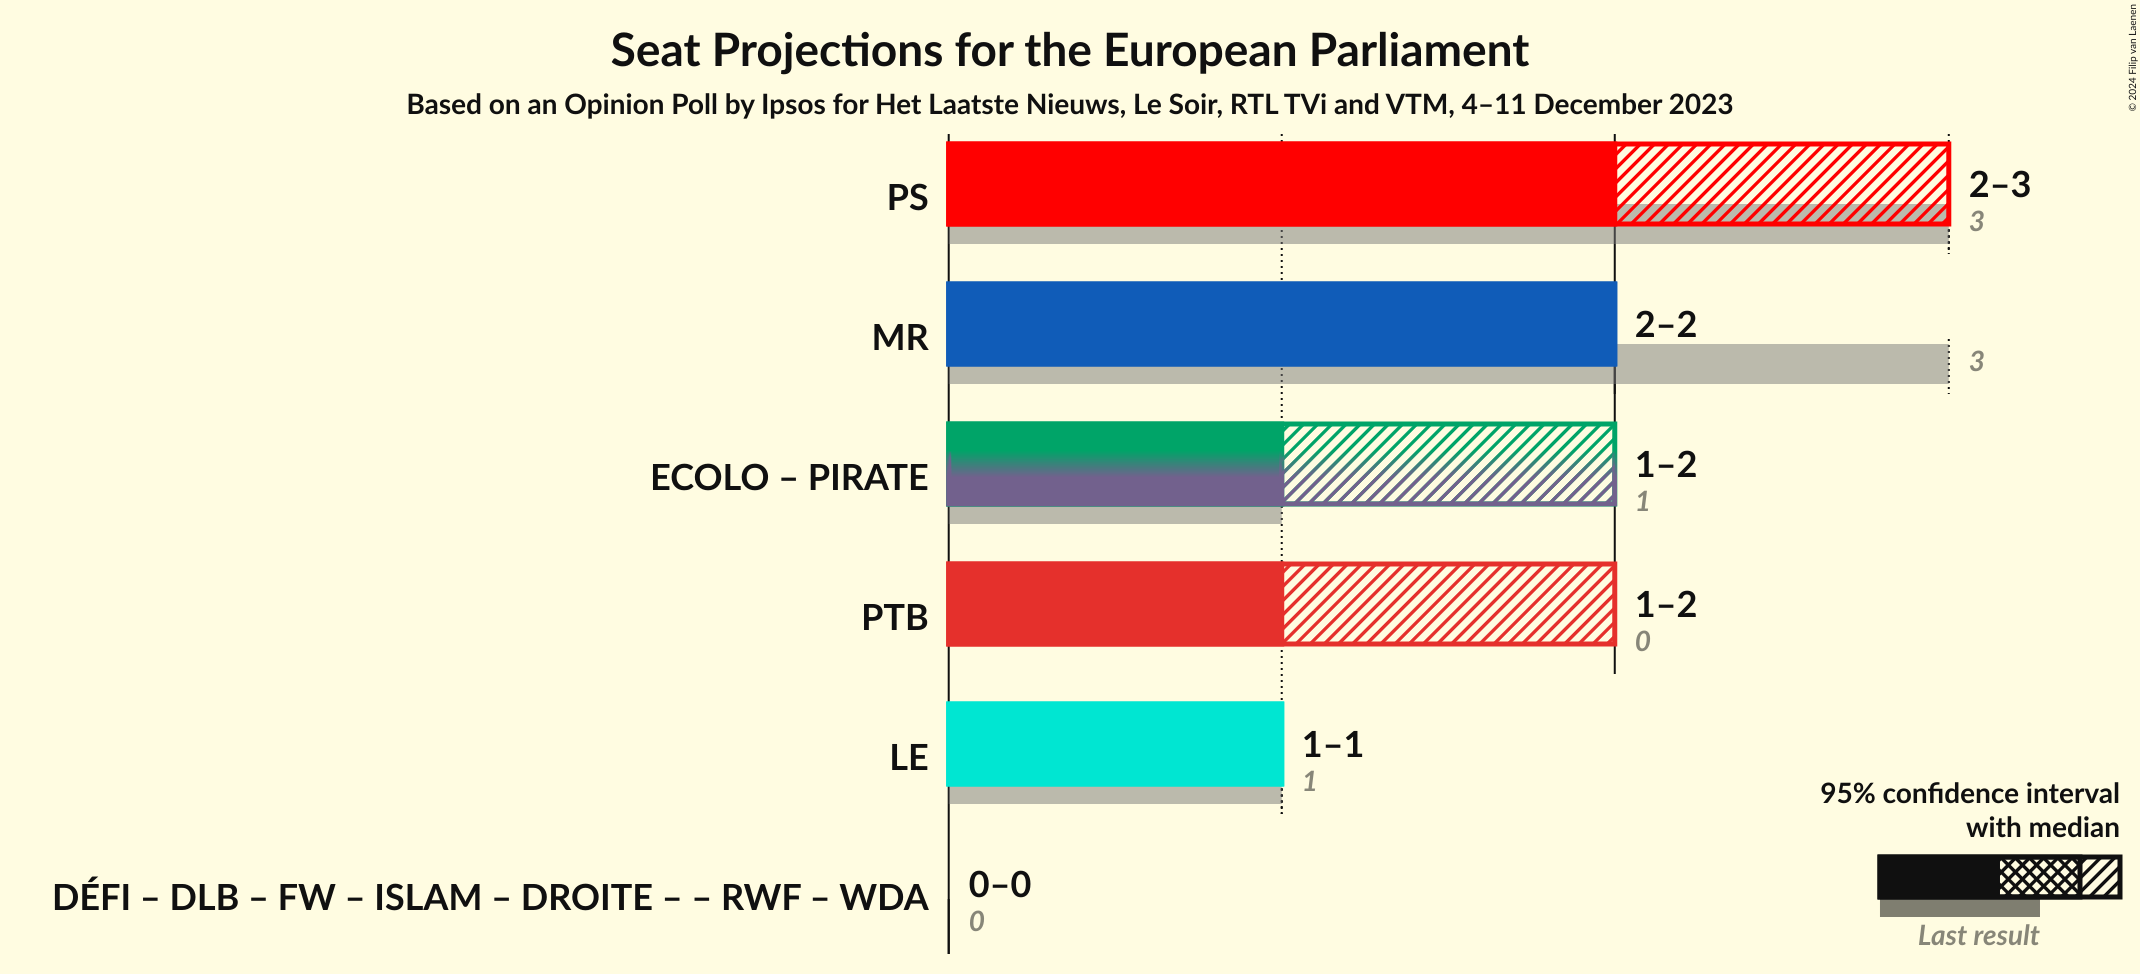 Seat Projections for the European Parliament
Based on an Opinion Poll by Ipsos for Het Laatste Nieuws, Le Soir, RTL TVi and VTM, 4–11 December 2023
© 2024 Filip van Laenen
PS
2–3
3
MR
2–2
3
ECOLO – PIRATE
1–2
1
PTB
1–2
0
LE
1–1
1
DÉFI – DLB – FW – ISLAM – DROITE – – RWF – WDA
0–0
0
95% confidence interval
with median
Last result